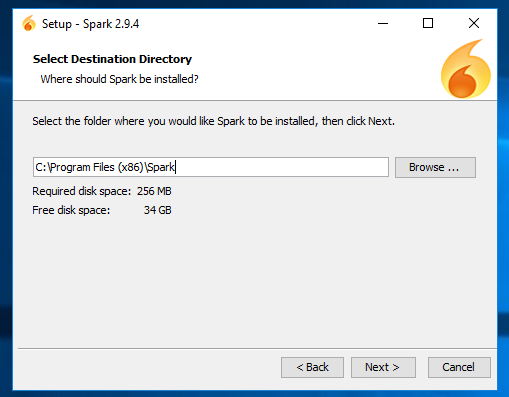 Setup - Spark 2.9.4
Select Destination Directory
Where should Spark be installed?
Select the folder where you would like Spark to be installed, then click Next.
C:\Program Files (x86)\Spark
Browse ...
Required disk space: 256 MB
Free disk space: 34 GB
< Back
Next >
Cancel